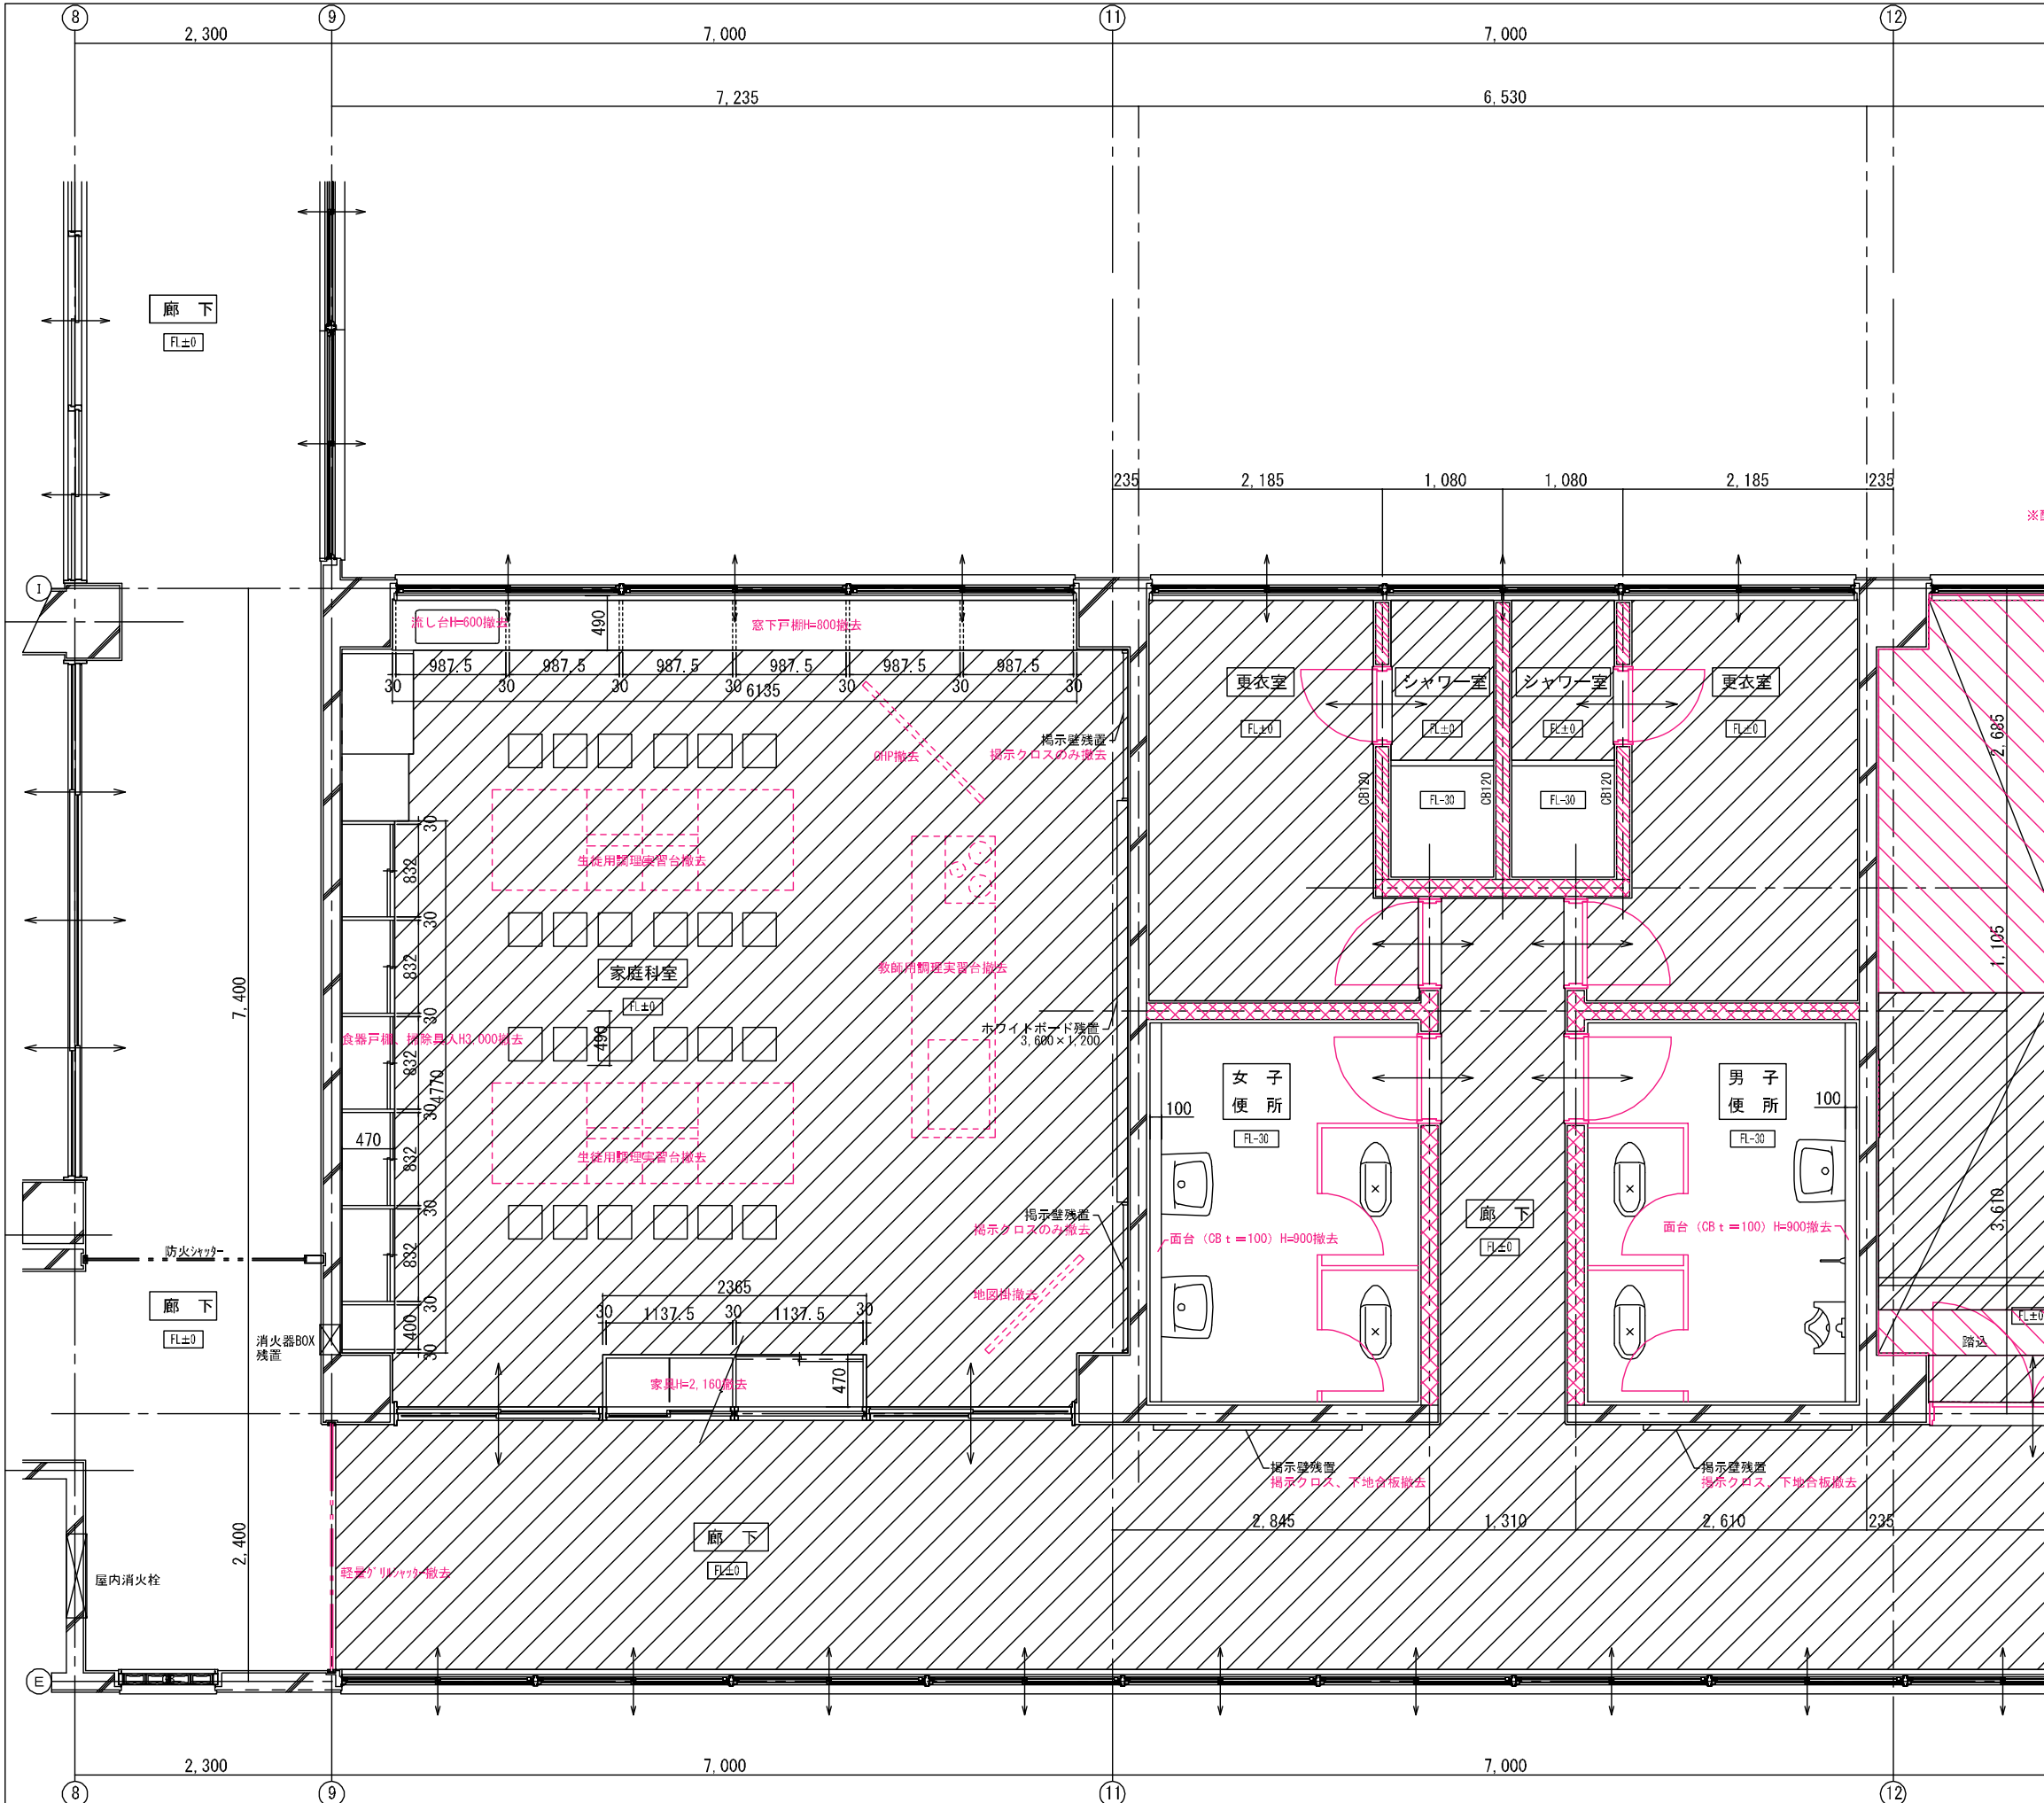 8
9
11
12
2,300
7,000
7,000
7,235
6,530
廊 下
FL±0
235
2,185
1,080
1,080
2,185
235
I
流し台H=600撤去
490
窓下戸棚H=800撤去
987.5
987.5
987.5
987.5
987.5
987.5
30
30
30
30
30
30
30
6135
更衣室
シャワー室
シャワー室
更衣室
FL±0
FL±0
FL±0
FL±0
OHP撤去
掲示壁残置
掲示クロスのみ撤去
2,685
CB120
CB120
CB120
FL-30
FL-30
30
832
生徒用調理実習台撤去
30
832
家庭科室
FL±0
教師用調理実習台撤去
1,105
7,400
30
490
食器戸棚、掃除具入H3,000撤去
ホワイトボード残置
3,600×1,200
832
4770
30
女 子
便 所
FL-30
男 子
便 所
FL-30
100
100
470
832
生徒用調理実習台撤去
30
掲示壁残置
掲示クロスのみ撤去
廊 下
FL±0
3,610
面台（CBｔ＝100）H=900撤去
面台（CBｔ＝100）H=900撤去
防火シャッター
832
2365
30
1137.5
30
1137.5
30
地図掛撤去
廊 下
FL±0
30
400
30
消火器BOX
残置
FL±0
踏込
家具H=2,160撤去
470
掲示壁残置
掲示クロス、下地合板撤去
掲示壁残置
掲示クロス、下地合板撤去
2,845
1,310
2,610
235
廊 下
FL±0
2,400
軽量グリルシャッター撤去
屋内消火栓
E
2,300
7,000
7,000
8
9
11
12